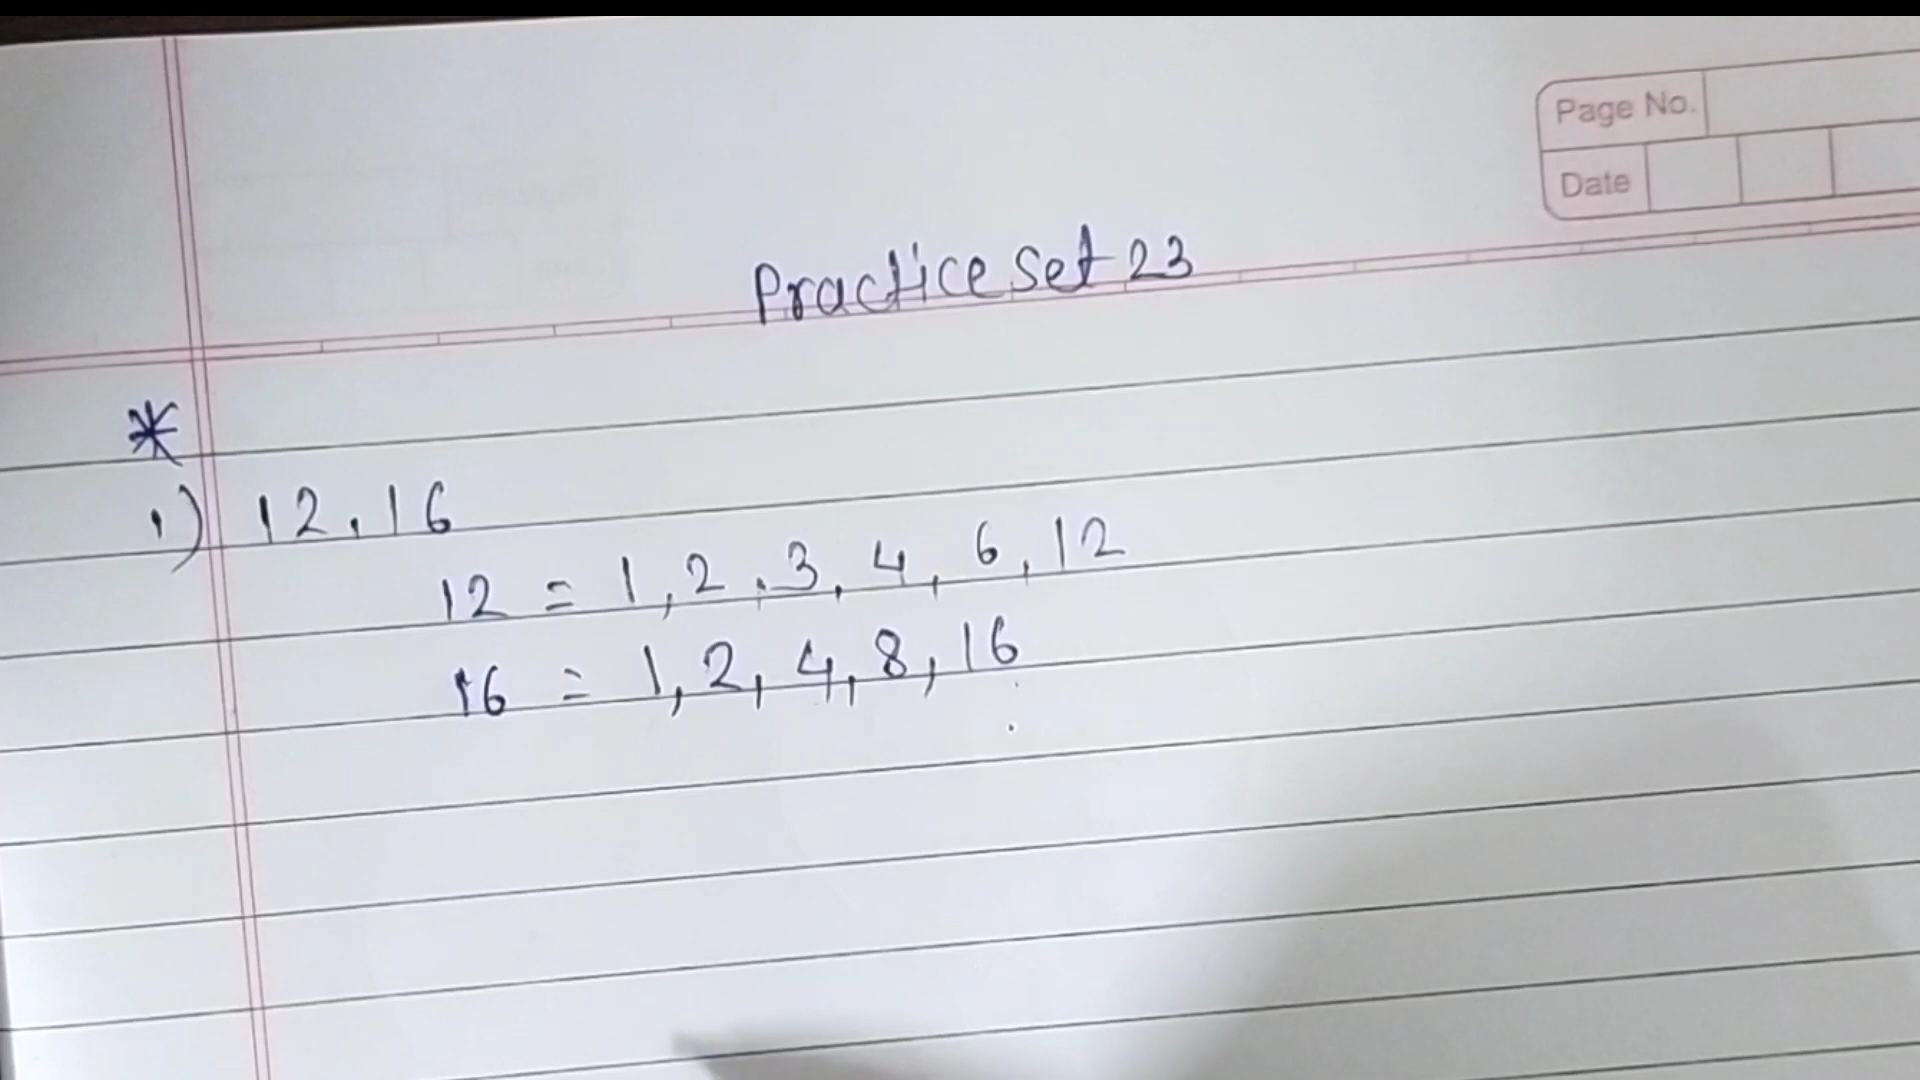 Page No.
Date
Practice Set 23
*
1) 12, 16
12 = 1, 2, 3, 4, 6, 12
16 = 1, 2, 4, 8, 16